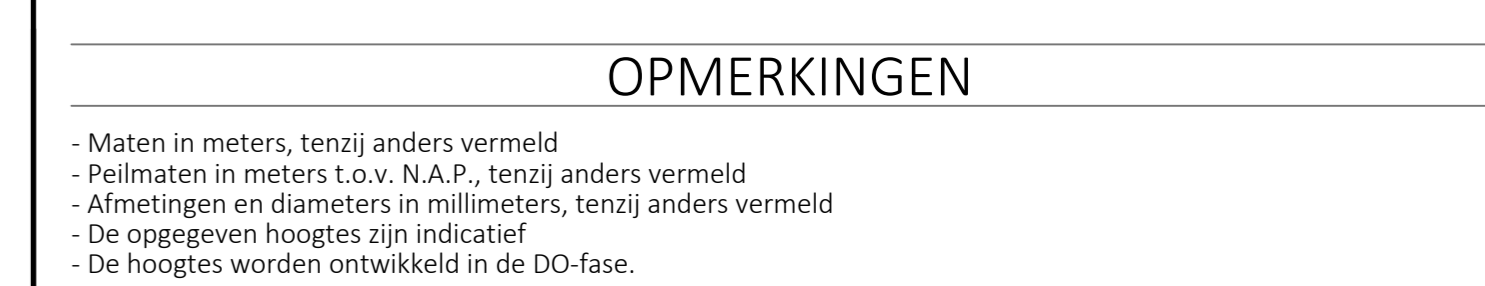 OPMERKINGEN
- Maten in meters, tenzij anders vermeld
- Peilmaten in meters t.o.v. N.A.P., tenzij anders vermeld
- Afmetingen en diameters in millimeters, tenzij anders vermeld
- De opgegeven hoogtes zijn indicatief
- De hoogtes worden ontwikkeld in de DO-fase.